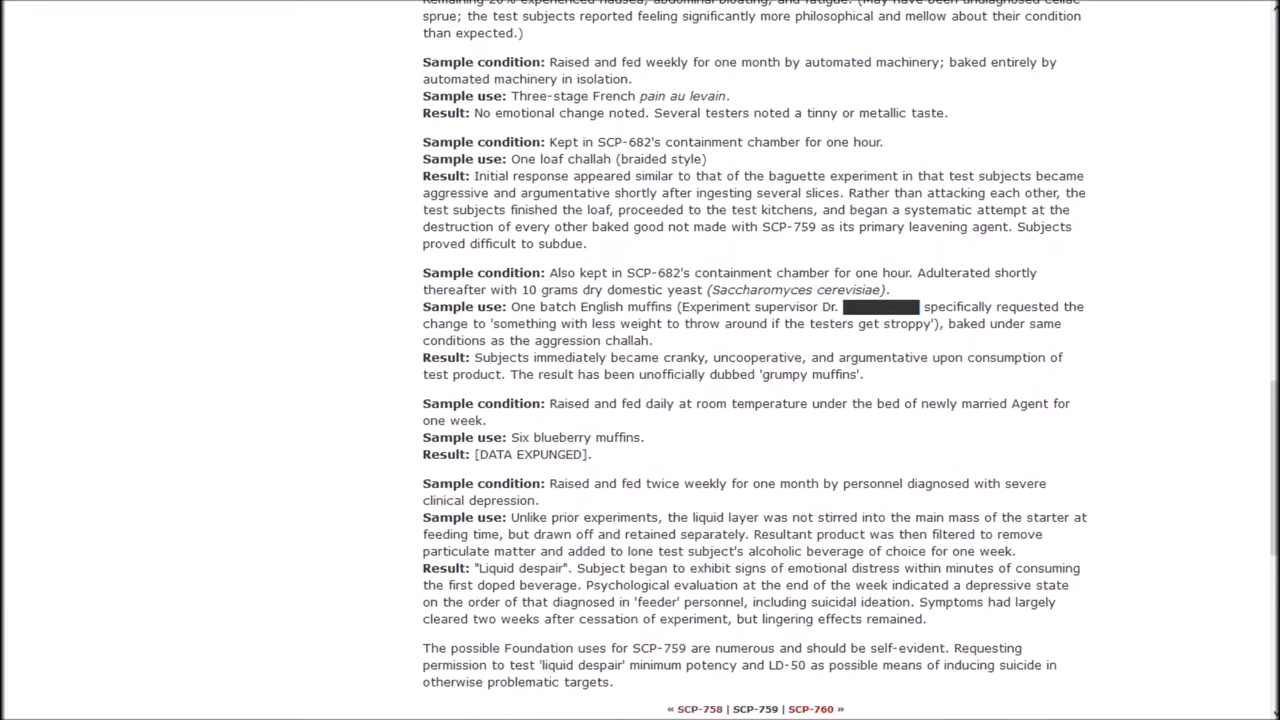 Remaining 20% experienced nausea, abdominal bloating, and fatigue. (May have been undiagnosed celiac
sprue; the test subjects reported feeling significantly more philosophical and mellow about their condition
than expected.)
Sample condition: Raised and fed weekly for one month by automated machinery; baked entirely by
automated machinery in isolation.
Sample use: Three-stage French pain au levain.
Result: No emotional change noted. Several testers noted a tinny or metallic taste.
Sample condition: Kept in SCP-682's containment chamber for one hour.
Sample use: One loaf challah (braided style)
Result: Initial response appeared similar to that of the baguette experiment in that test subjects became
aggressive and argumentative shortly after ingesting several slices. Rather than attacking each other, the
test subjects finished the loaf, proceeded to the test kitchens, and began a systematic attempt at the
destruction of every other baked good not made with SCP-759 as its primary leavening agent. Subjects
proved difficult to subdue.
Sample condition: Also kept in SCP-682's containment chamber for one hour. Adulterated shortly
thereafter with 10 grams dry domestic yeast (Saccharomyces cerevisiae).
Sample use: One batch English muffins (Experiment supervisor Dr. specifically requested the
change to 'something with less weight to throw around if the testers get stroppy'), baked under same
conditions as the aggression challah.
Result: Subjects immediately became cranky, uncooperative, and argumentative upon consumption of
test product. The result has been unofficially dubbed 'grumpy muffins'.
Sample condition: Raised and fed daily at room temperature under the bed of newly married Agent for
one week.
Sample use: Six blueberry muffins.
Result: [DATA EXPUNGED].
Sample condition: Raised and fed twice weekly for one month by personnel diagnosed with severe
clinical depression.
Sample use: Unlike prior experiments, the liquid layer was not stirred into the main mass of the starter at
feeding time, but drawn off and retained separately. Resultant product was then filtered to remove
particulate matter and added to lone test subject's alcoholic beverage of choice for one week.
Result: "Liquid despair". Subject began to exhibit signs of emotional distress within minutes of consuming
the first doped beverage. Psychological evaluation at the end of the week indicated a depressive state
on the order of that diagnosed in 'feeder' personnel, including suicidal ideation. Symptoms had largely
cleared two weeks after cessation of experiment, but lingering effects remained.
The possible Foundation uses for SCP-759 are numerous and should be self-evident. Requesting
permission to test 'liquid despair' minimum potency and LD-50 as possible means of inducing suicide in
otherwise problematic targets.
« SCP-758 | SCP-759 | SCP-760 »